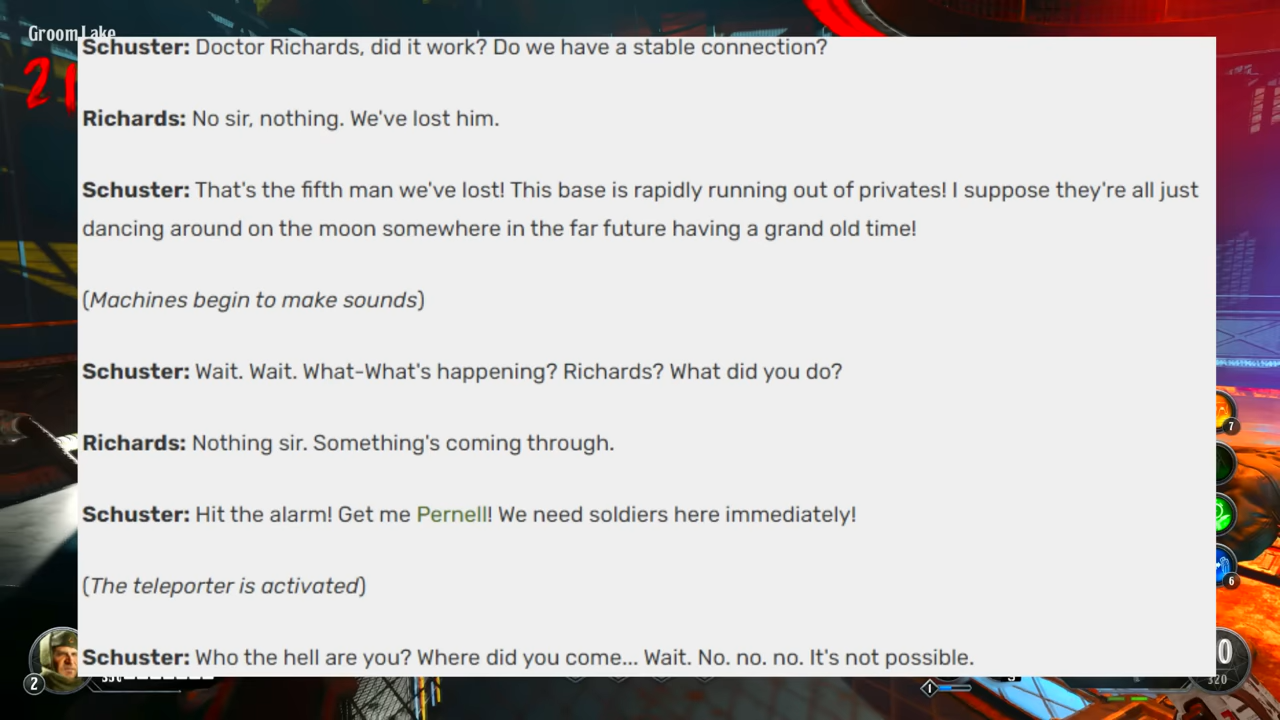 Groom Lake
Schuster: Doctor Richards, did it work? Do we have a stable connection?
Richards: No sir, nothing. We've lost him.
Schuster: That's the fifth man we've lost! This base is rapidly running out of privates! I suppose they're all just
dancing around on the moon somewhere in the far future having a grand old time!
(Machines begin to make sounds)
Schuster: Wait. Wait. What-What's happening? Richards? What did you do?
Richards: Nothing sir. Something's coming through.
7
Schuster: Hit the alarm! Get me Pernell! We need soldiers here immediately!
(The teleporter is activated)
6
Schuster: Who the hell are you? Where did you come... Wait. No. no. no. It's not possible.
2
320